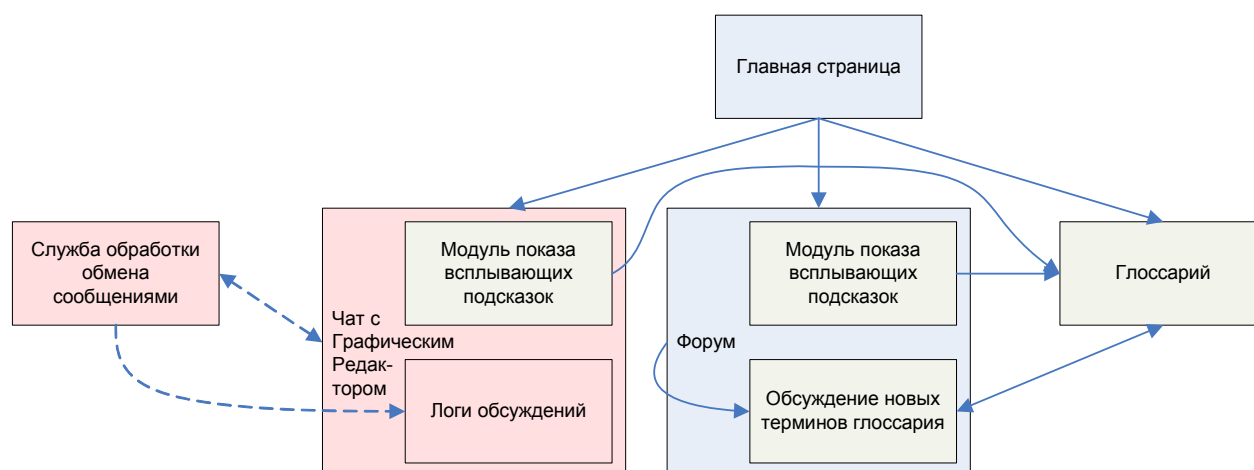 Главная страница
Служба обработки
обмена
сообщениями
Модуль показа
всплывающих
подсказок
Чат с
Графическим
Редак-
тором
Логи обсуждений
Модуль показа
всплывающих
подсказок
Форум
Обсуждение новых
терминов глоссария
Глоссарий